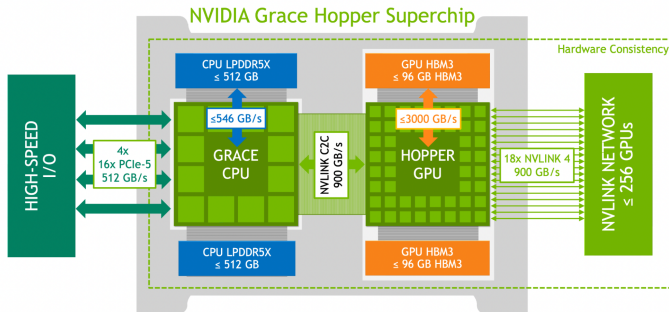 NVIDIA Grace Hopper Superchip
Hardware Consistency
CPU LPDDR5X
≤ 512 GB
GPU HBM3
≤ 96 GB HBM3
HIGH-SPEED
I/O
4x
16x PCIe-5
512 GB/s
≤546 GB/s
GRACE
CPU
NVLINK C2C
900 GB/s
≤3000 GB/s
HOPPER
GPU
18x NVLINK 4
900 GB/s
NVLINK NETWORK
≤ 256 GPUs
CPU LPDDR5X
≤ 512 GB
GPU HBM3
≤ 96 GB HBM3